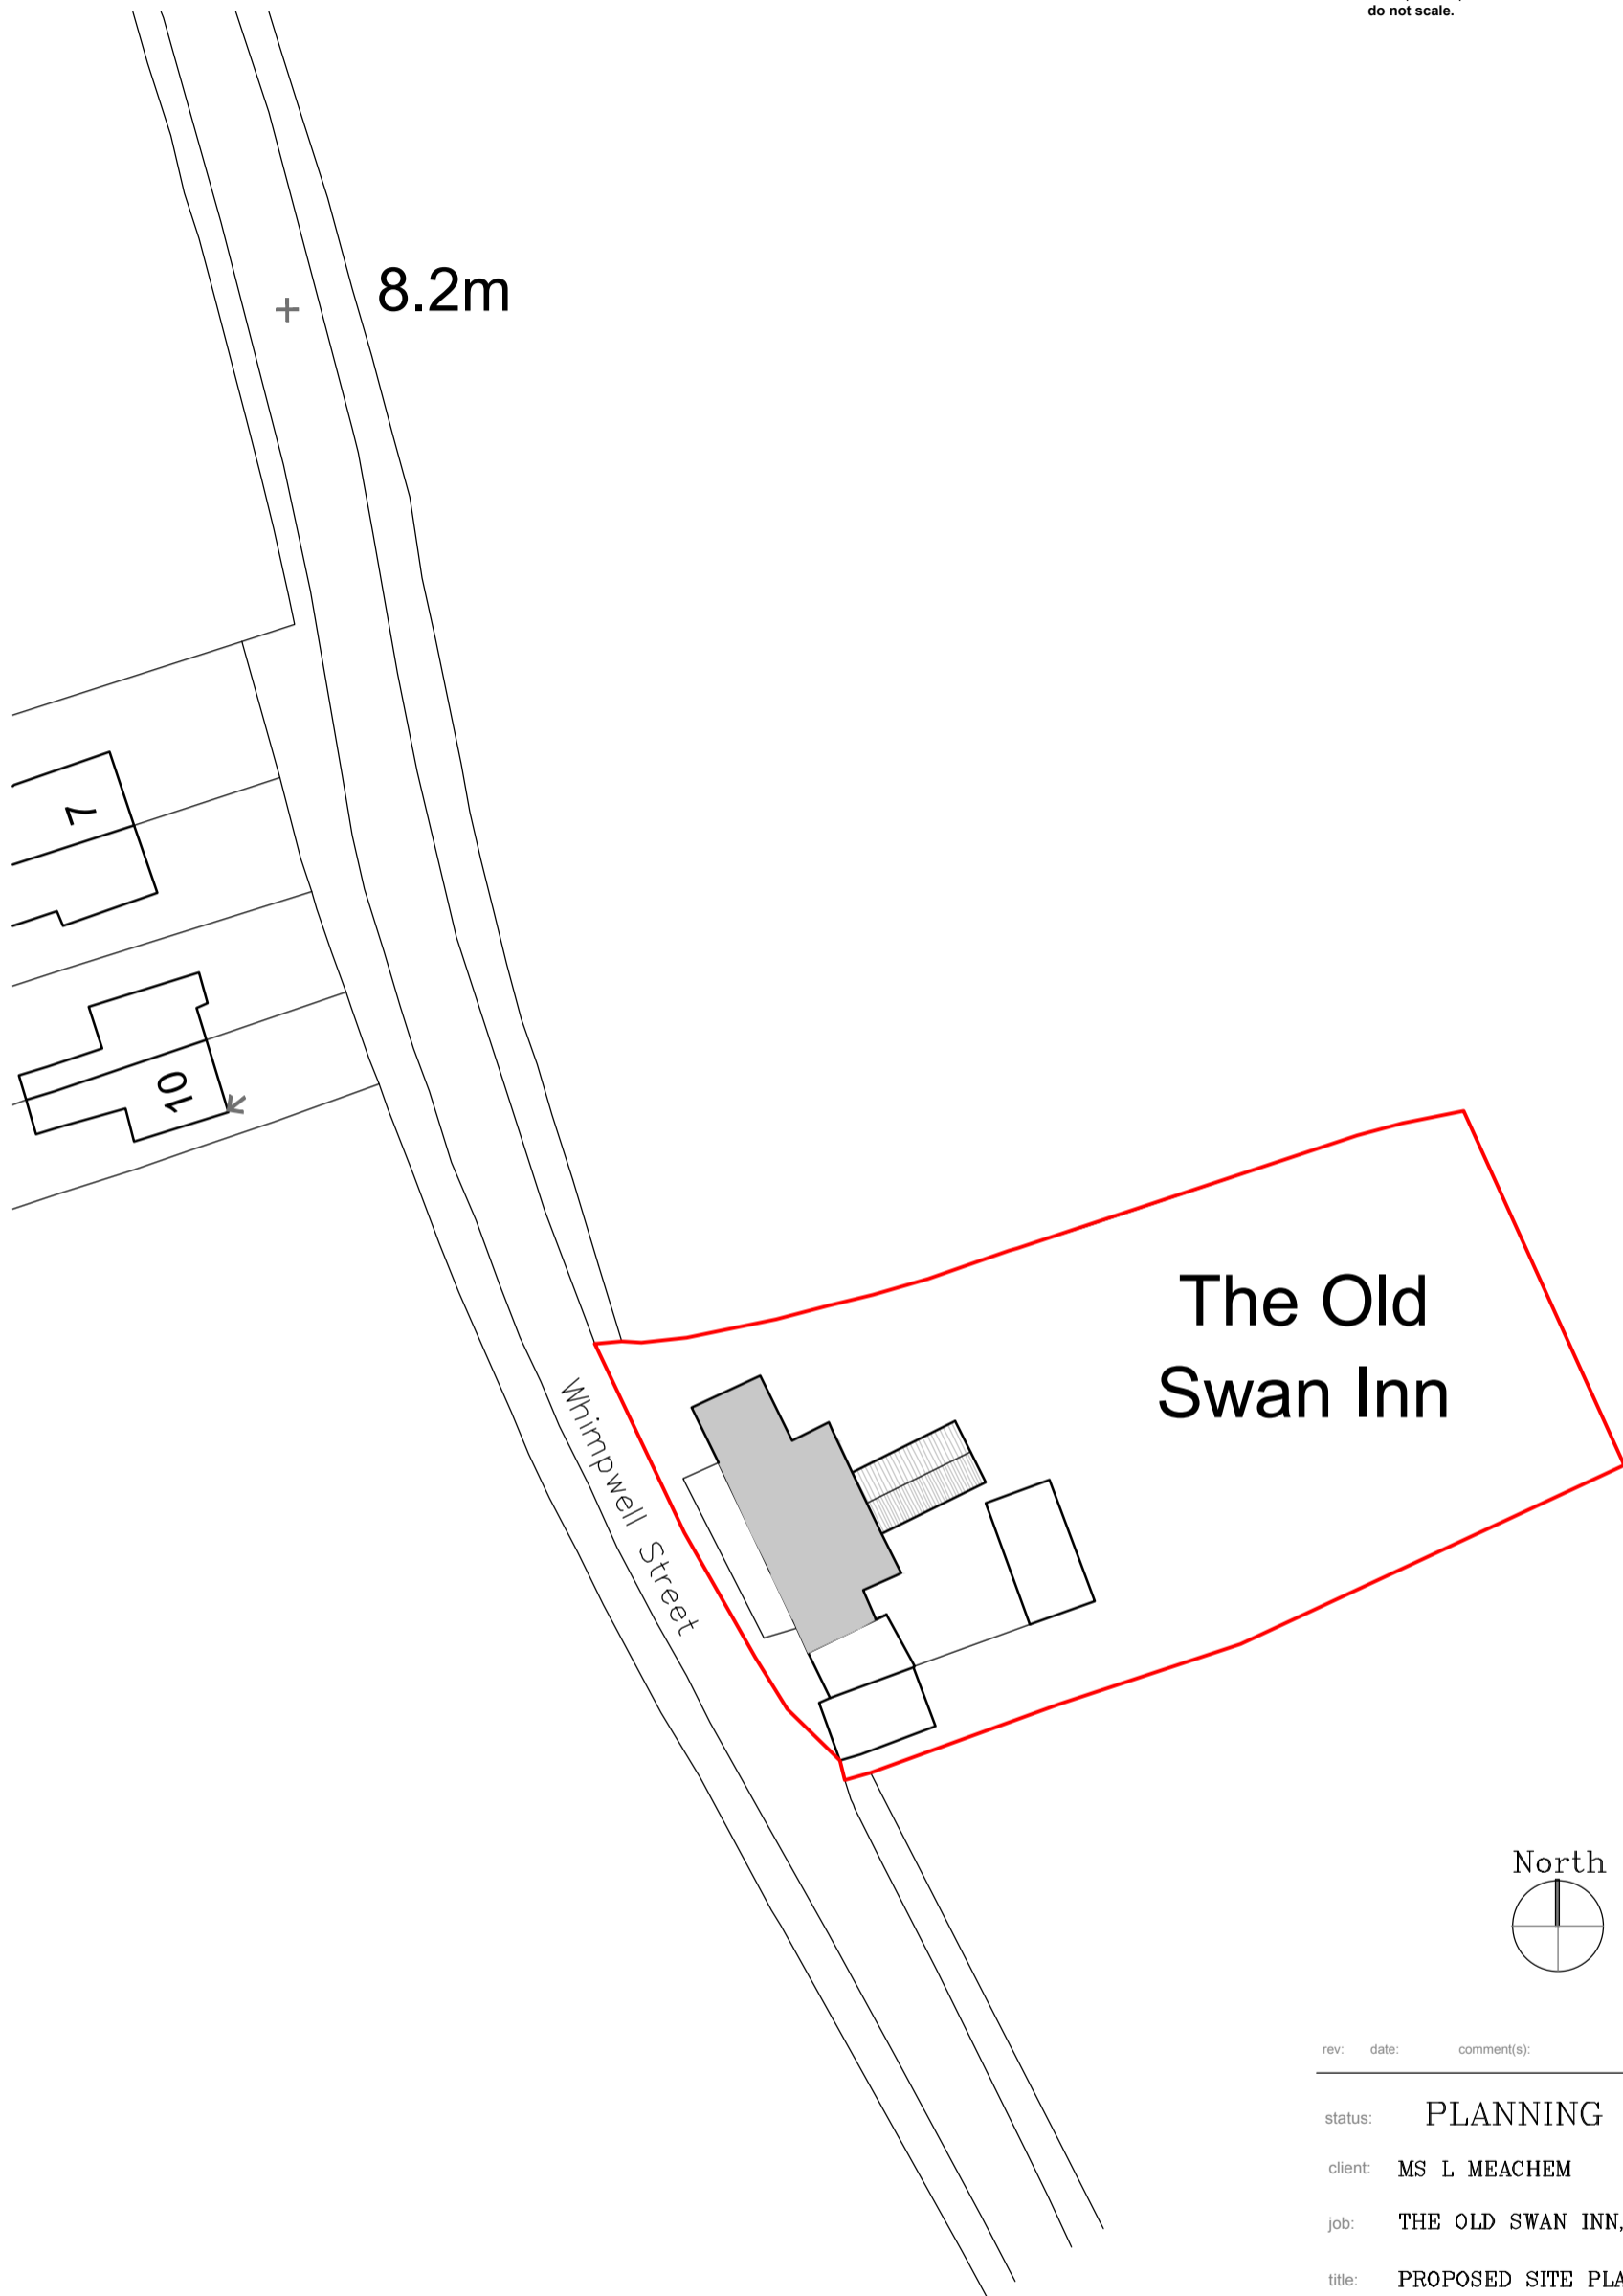 do not scale.
8.2m
7
10
The Old
Swan Inn
Whimpwell Street
North
rev: date: comment(s):
status: PLANNING
client: MS L MEACHEM
job: THE OLD SWAN INN,
title: PROPOSED SITE PLA